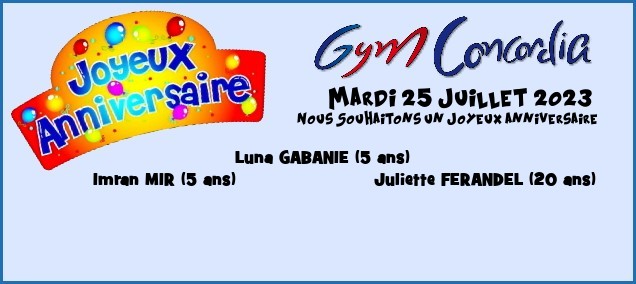 Joyeux
Anniversaire
Gym Concordia
Mardi 25 Juillet 2023
Nous souhaitons un joyeux anniversaire
Luna GABANIE (5 ans)
Imran MIR (5 ans)
Juliette FERANDEL (20 ans)